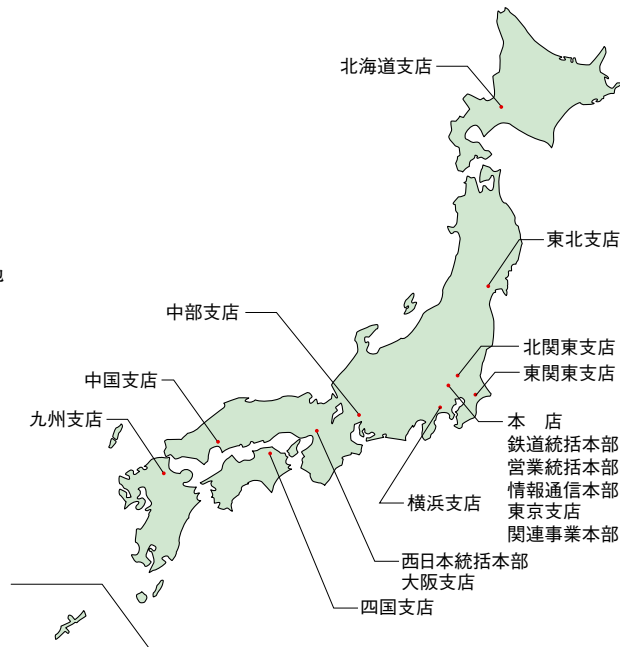 北海道支店
東北支店
中部支店
北関東支店
東関東支店
中国支店
九州支店
本　店
鉄道統括本部
営業統括本部
情報通信本部
東京支店
関連事業本部
横浜支店
西日本統括本部
大阪支店
四国支店